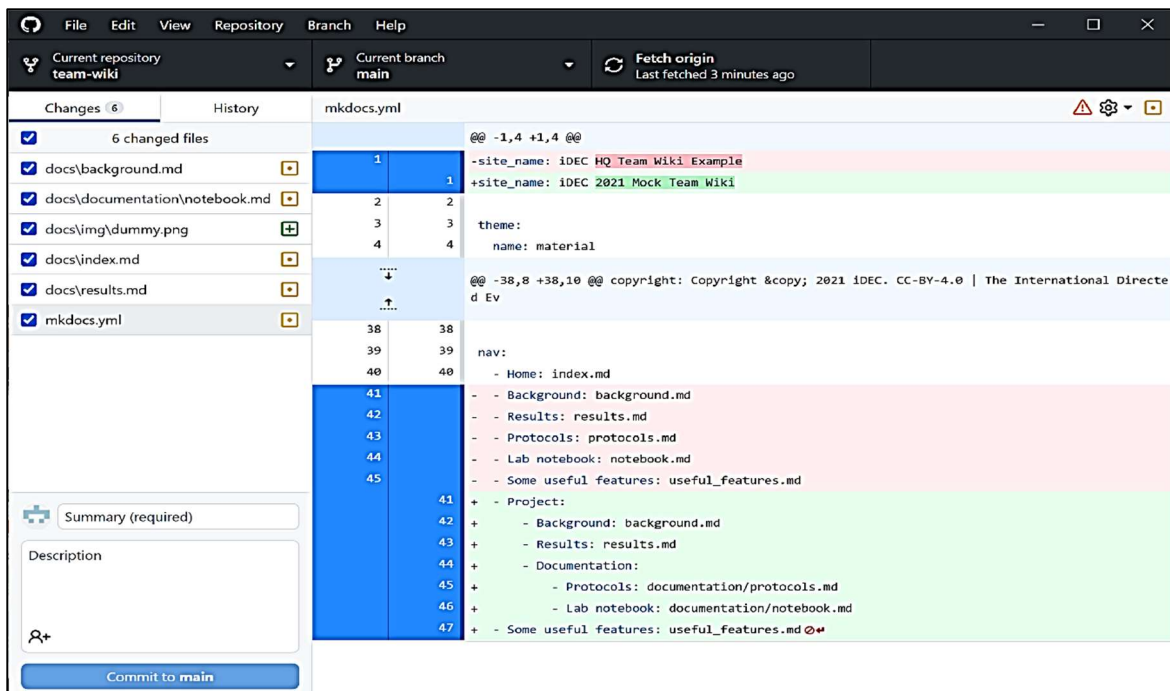 File Edit View Repository Branch Help
Current repository
team-wiki
Current branch
main
Fetch origin
Last fetched 3 minutes ago
Changes 6 History
6 changed files
docs\background.md
docs\documentation\notebook.md
docs\img\dummy.png
docs\index.md
docs\results.md
mkdocs.yml
Summary (required)
Description
Commit to main
mkdocs.yml
@@ -1,4 +1,4 @@
1 -site_name: iDEC HQ Team Wiki Example
1 +site_name: iDEC 2021 Mock Team Wiki
2 2
3 3 theme:
4 4 name: material
@@ -38,8 +38,10 @@ copyright: Copyright &copy; 2021 iDEC. CC-BY-4.0 | The International Directe
d Ev
38 38
39 39 nav:
40 40 - Home: index.md
41 - - Background: background.md
42 - - Results: results.md
43 - - Protocols: protocols.md
44 - - Lab notebook: notebook.md
45 - - Some useful features: useful_features.md
41 + - Project:
42 + - Background: background.md
43 + - Results: results.md
44 + - Documentation:
45 + - Protocols: documentation/protocols.md
46 + - Lab notebook: documentation/notebook.md
47 + - Some useful features: useful_features.md